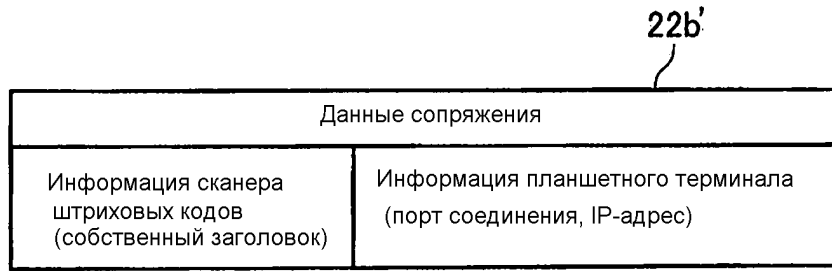 22b'
Данные сопряжения
Информация сканера
штриховых кодов
(собственный заголовок)
Информация планшетного терминала
(порт соединения, IP-адрес)